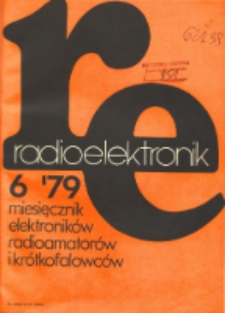 re
radioelektronik
6 '79
miesięcznik
elektroników
radioamatorów
i krótkofalowców